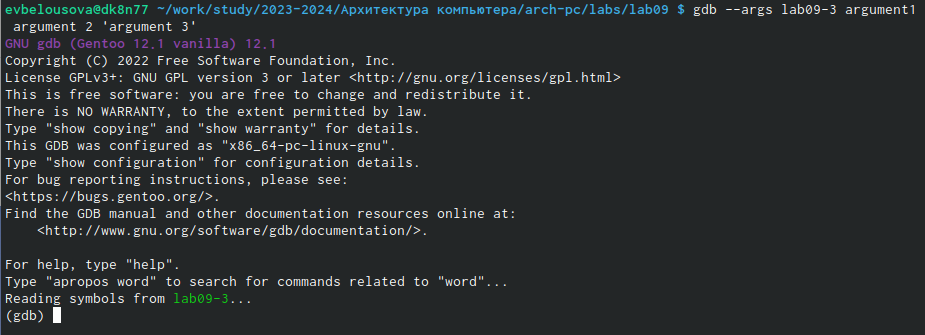 evbelousova@dk8n77 ~/work/study/2023-2024/Архитектура компьютера/arch-pc/labs/lab09 $ gdb --args lab09-3 argument1
 argument 2 'argument 3'
GNU gdb (Gentoo 12.1 vanilla) 12.1
Copyright (C) 2022 Free Software Foundation, Inc.
License GPLv3+: GNU GPL version 3 or later <http://gnu.org/licenses/gpl.html>
This is free software: you are free to change and redistribute it.
There is NO WARRANTY, to the extent permitted by law.
Type "show copying" and "show warranty" for details.
This GDB was configured as "x86_64-pc-linux-gnu".
Type "show configuration" for configuration details.
For bug reporting instructions, please see:
<https://bugs.gentoo.org/>.
Find the GDB manual and other documentation resources online at:
    <http://www.gnu.org/software/gdb/documentation/>.

For help, type "help".
Type "apropos word" to search for commands related to "word"...
Reading symbols from lab09-3...
(gdb)